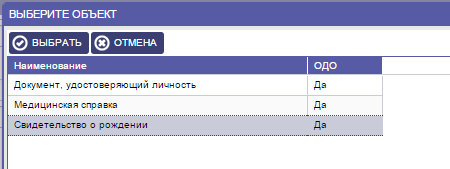 ВЫБЕРИТЕ ОБЪЕКТ
ВЫБРАТЬ ОТМЕНА
Наименование ОДО
Документ, удостоверяющий личность Да
Медицинская справка Да
Свидетельство о рождении Да